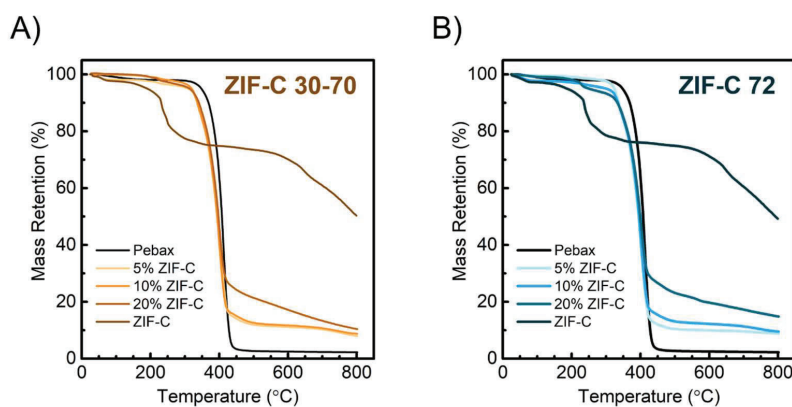 A)
ZIF-C 30-70
100
80
60
40
20
0
Mass Retention (%)
Pebax
5% ZIF-C
10% ZIF-C
20% ZIF-C
ZIF-C
0 200 400 600 800
Temperature (°C)
B)
ZIF-C 72
100
80
60
40
20
0
Mass Retention (%)
Pebax
5% ZIF-C
10% ZIF-C
20% ZIF-C
ZIF-C
0 200 400 600 800
Temperature (°C)